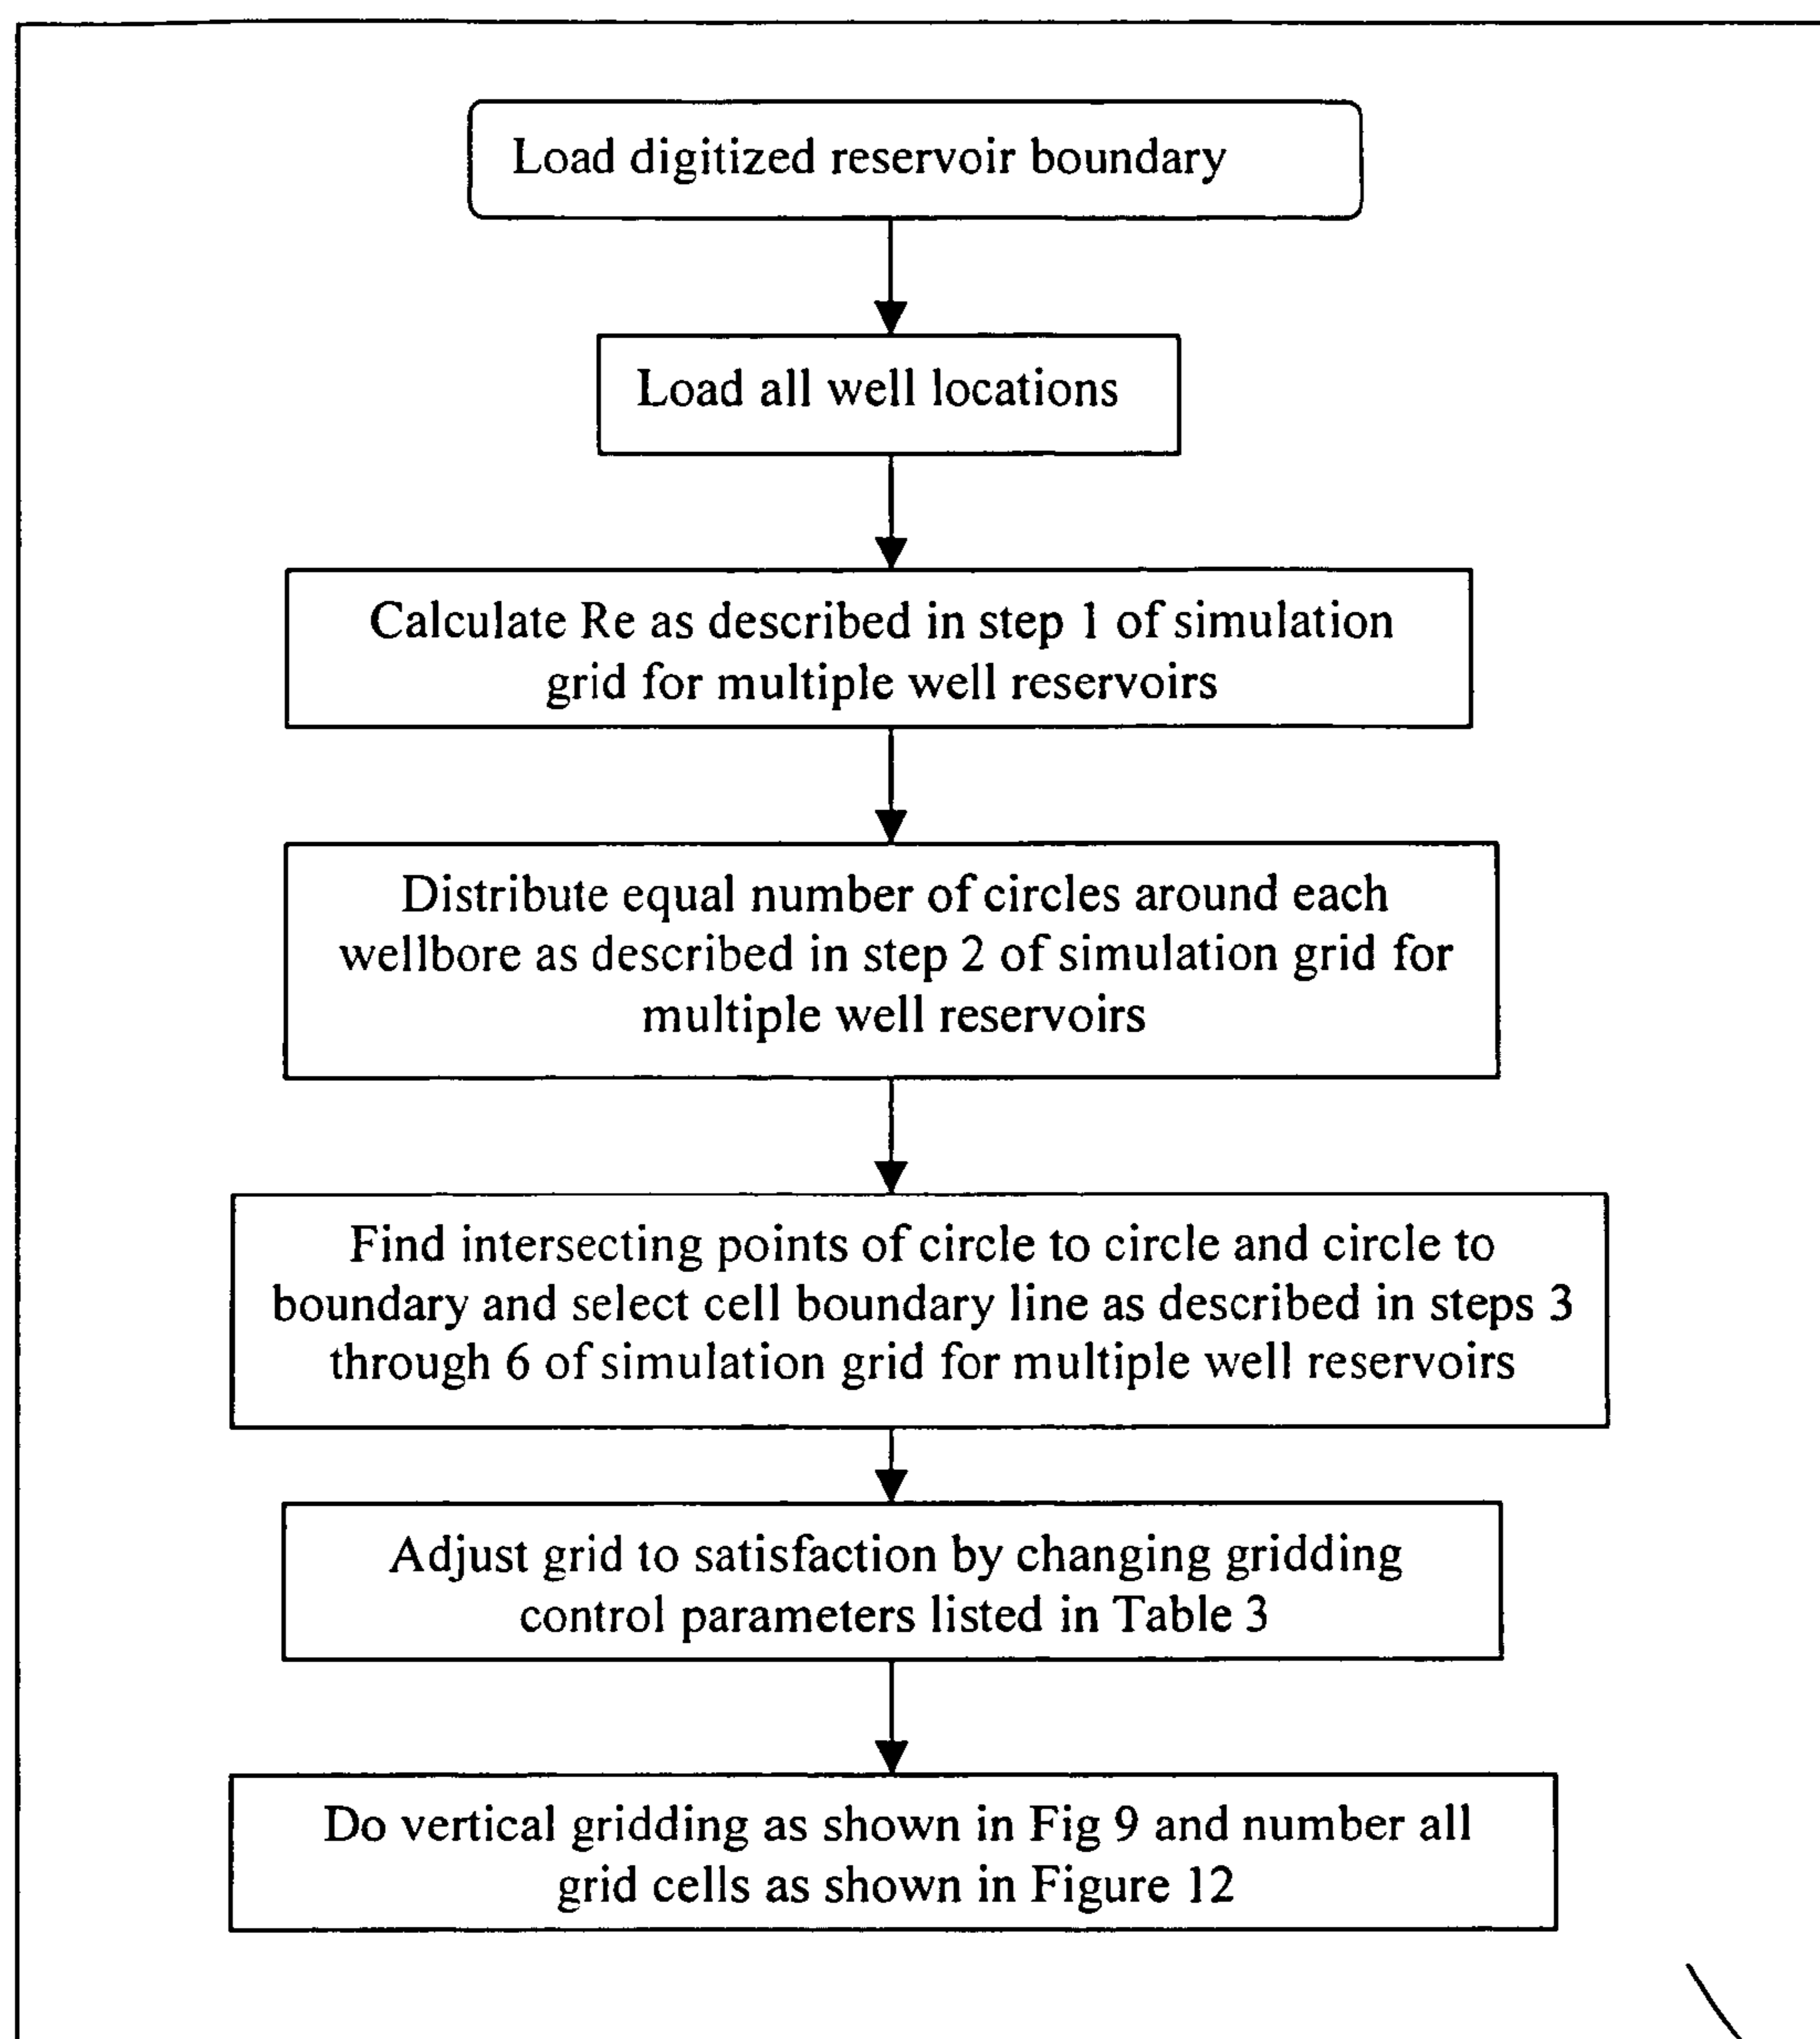 Load digitized reservoir boundary
Load all well locations
Calculate Re as described in step 1 of simulation
grid for multiple well reservoirs
Distribute equal number of circles around each
wellbore as described in step 2 of simulation grid for
multiple well reservoirs
Find intersecting points of circle to circle and circle to
boundary and select cell boundary line as described in steps 3
through 6 of simulation grid for multiple well reservoirs
Adjust grid to satisfaction by changing gridding
control parameters listed in Table 3
Do vertical gridding as shown in Fig 9 and number all
grid cells as shown in Figure 12